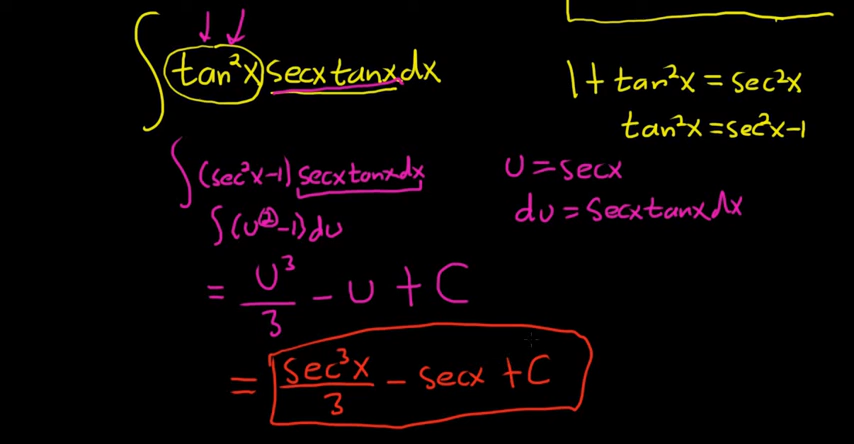 ∫ tan²x secx tanx dx
1 + tan²x = sec²x
tan²x = sec²x - 1
∫ (sec²x - 1) secx tanx dx
u = secx
∫ (u² - 1) du
du = secx tanx dx
= u³/3 - u + C
= sec³x/3 - secx + C